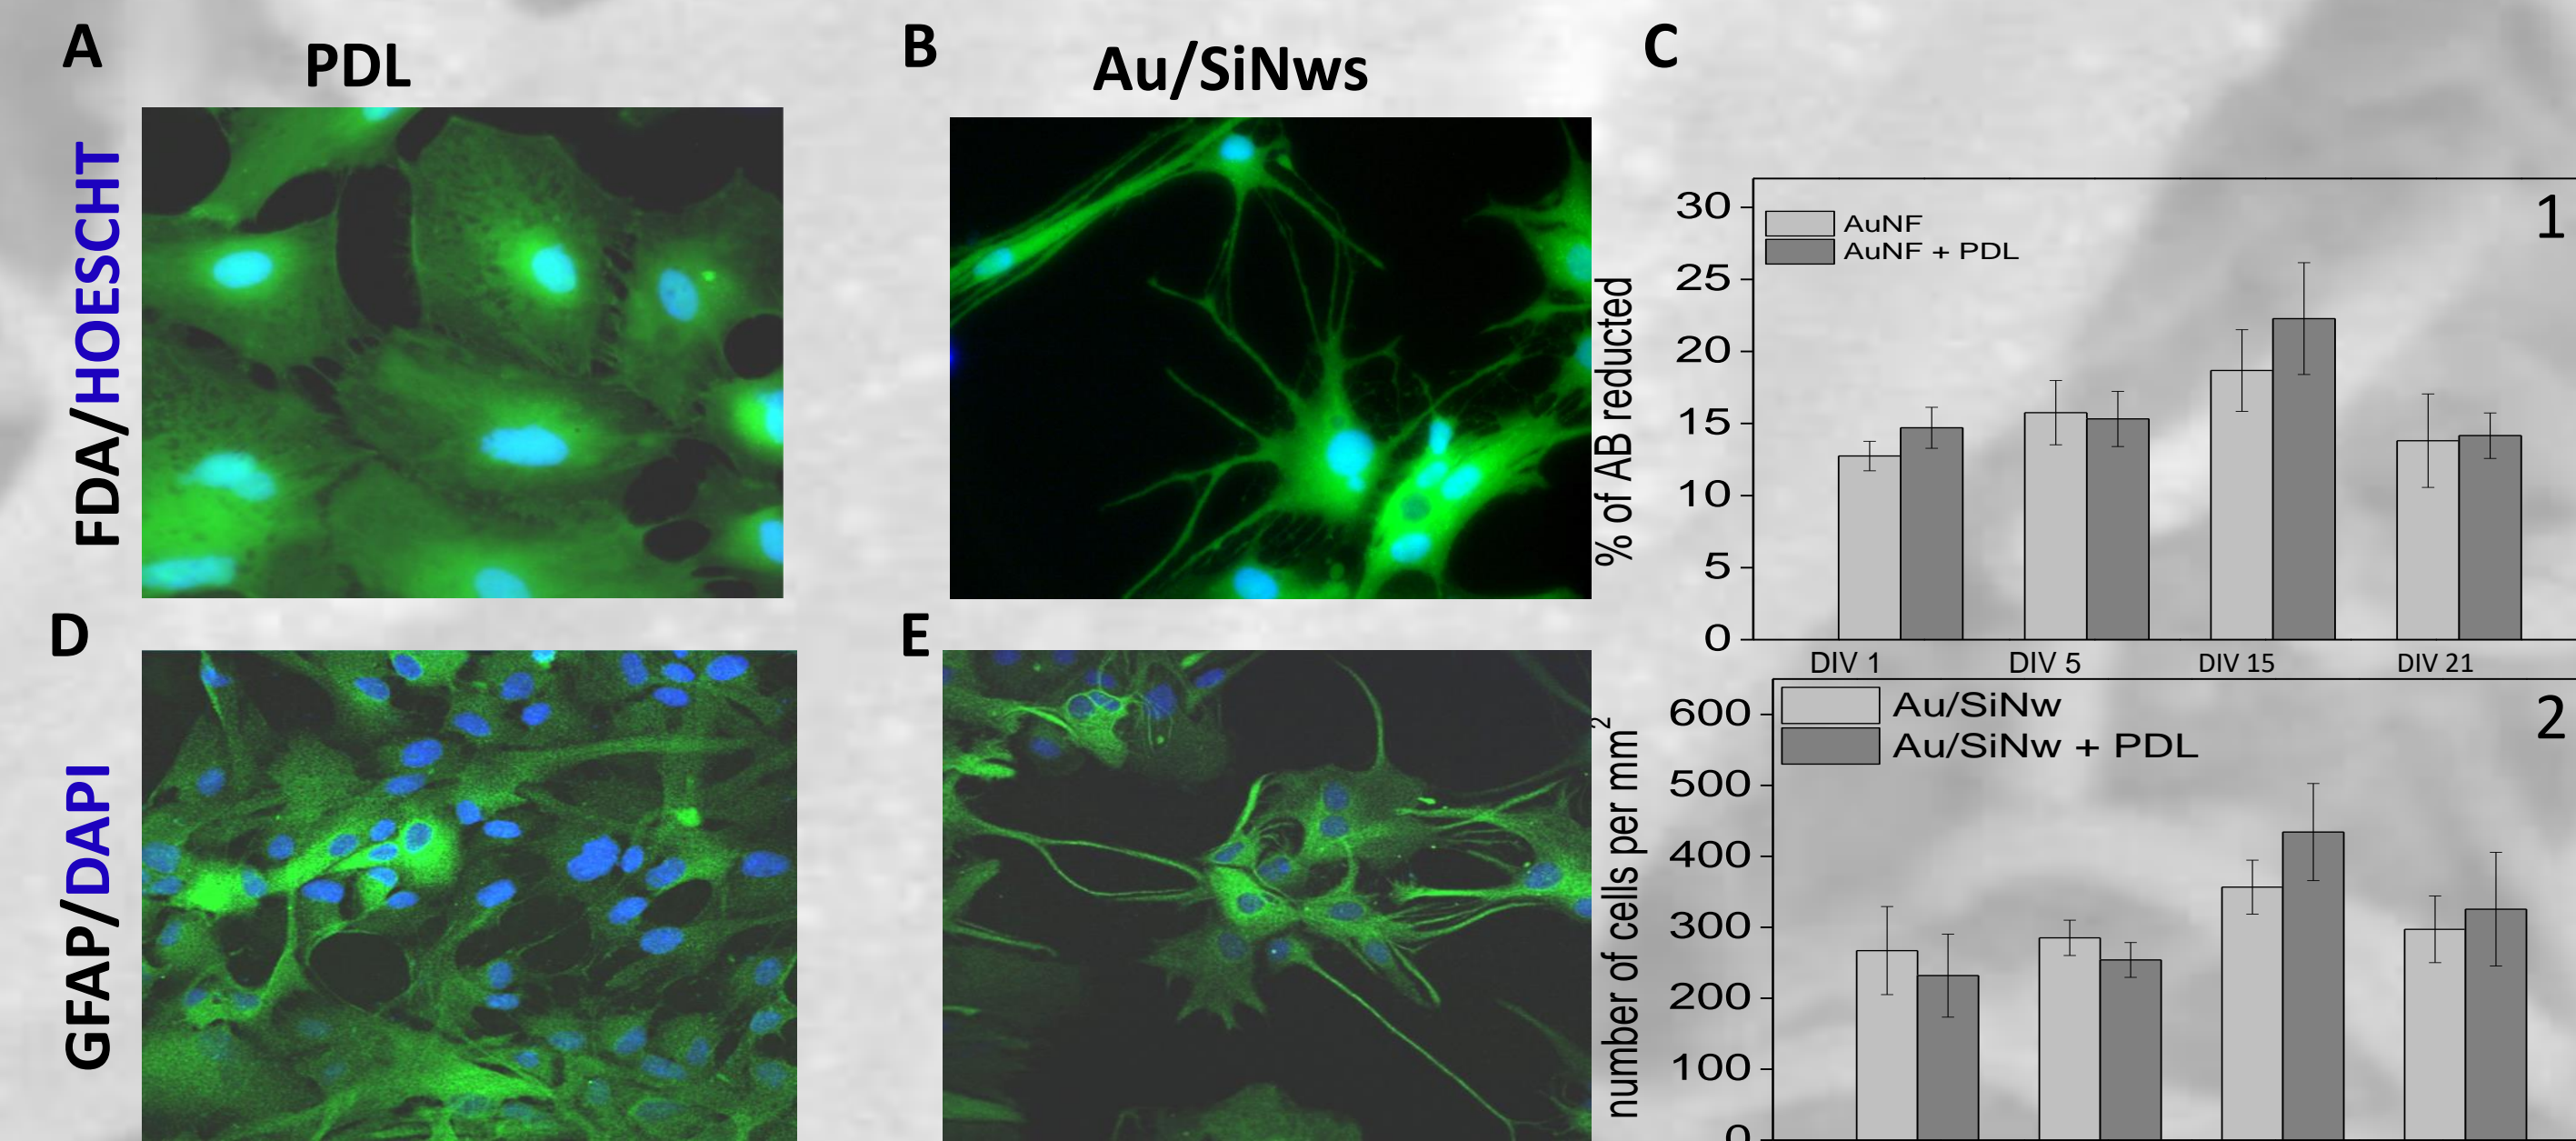 A
PDL
B
Au/SiNws
C
FDA/HOESCHT
% of AB reducted
30
25
20
15
10
5
0
AuNF
AuNF + PDL
1
DIV 1
DIV 5
DIV 15
DIV 21
D
E
GFAP/DAPI
number of cells per mm²
600
500
400
300
200
100
0
Au/SiNw
Au/SiNw + PDL
2